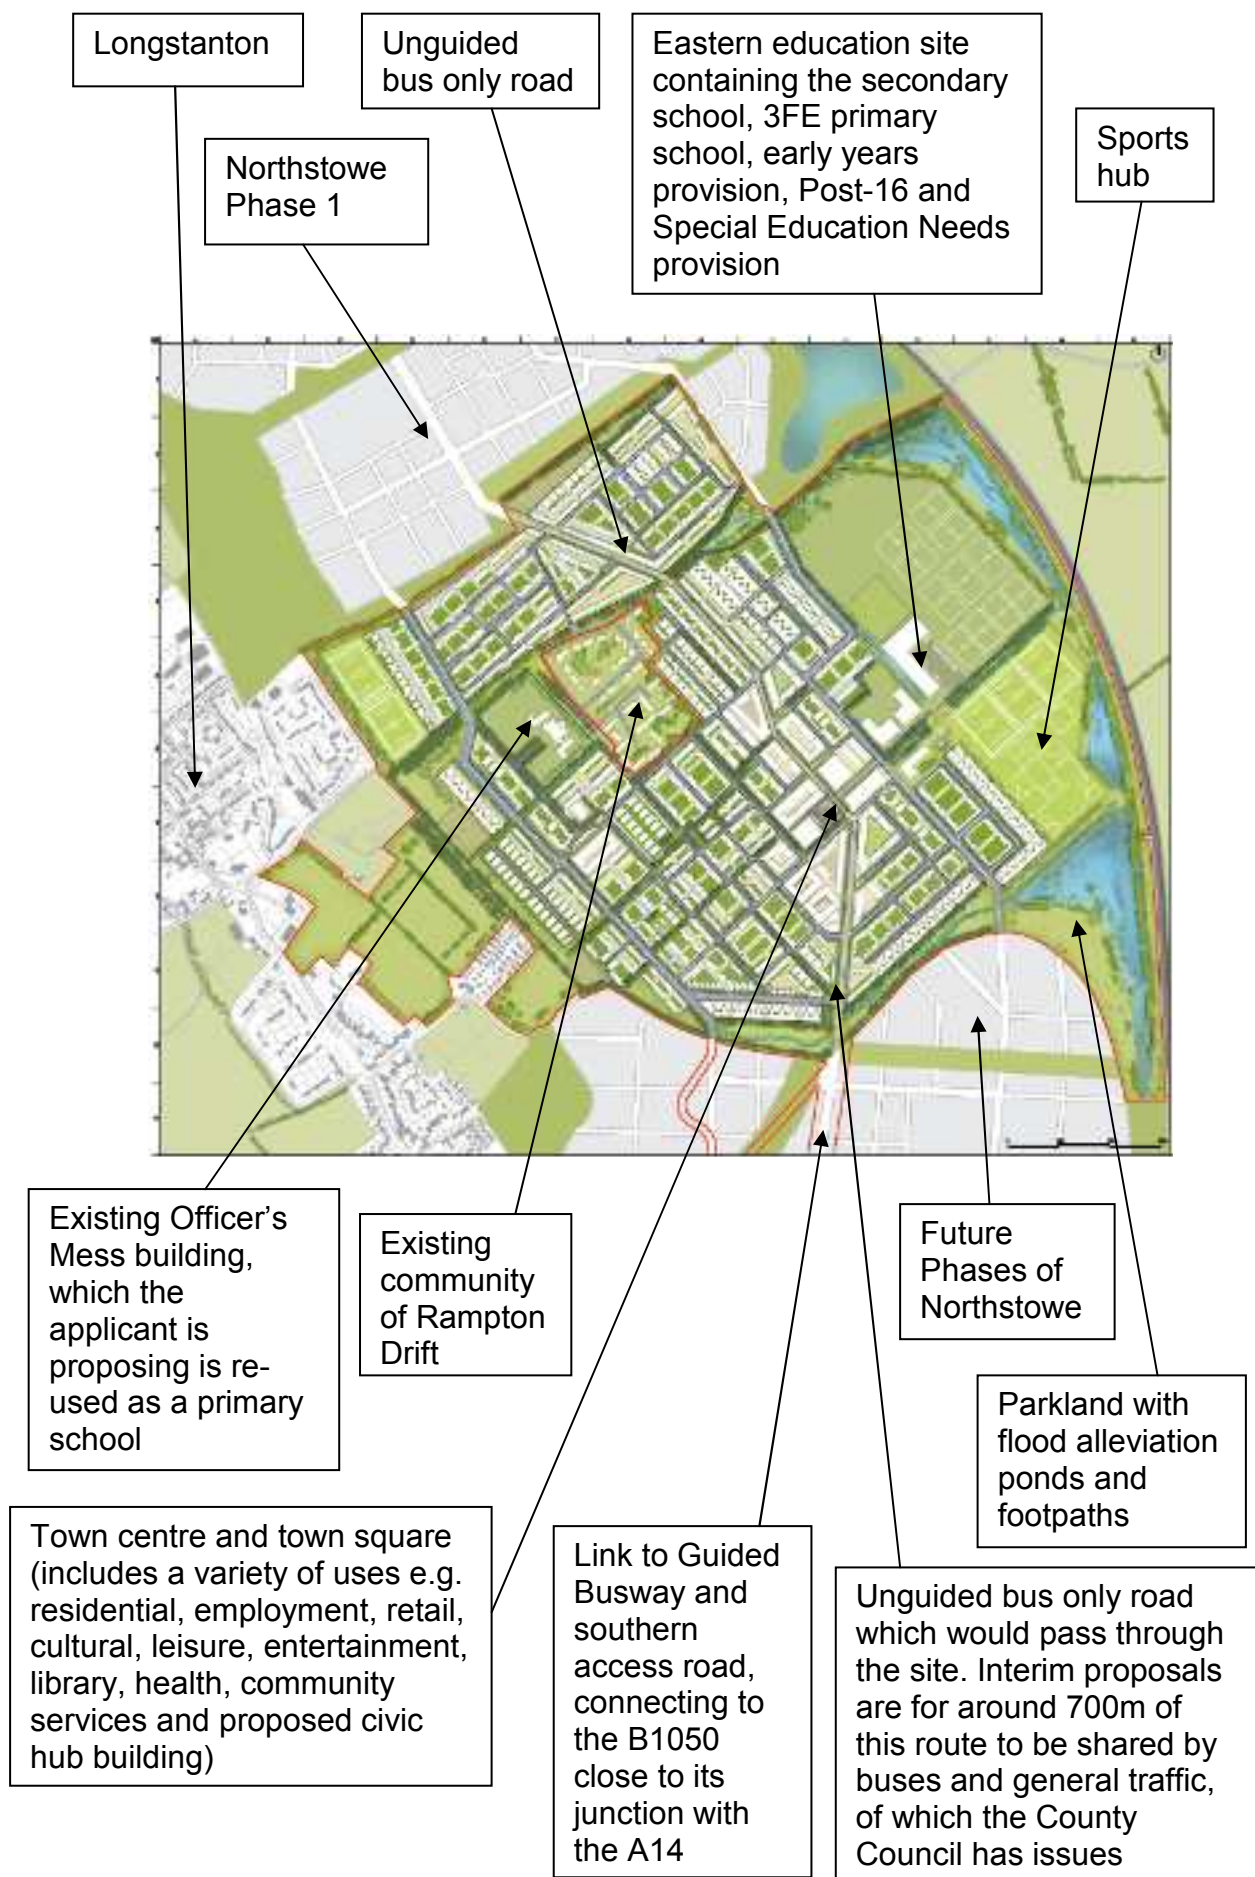 Longstanton
Unguided
bus only road
Eastern education site
containing the secondary
school, 3FE primary
school, early years
provision, Post-16 and
Special Education Needs
provision
Sports
hub
Northstowe
Phase 1
Existing Officer’s
Mess building,
which the
applicant is
proposing is re-
used as a primary
school
Existing
community
of Rampton
Drift
Future
Phases of
Northstowe
Parkland with
flood alleviation
ponds and
footpaths
Town centre and town square
(includes a variety of uses e.g.
residential, employment, retail,
cultural, leisure, entertainment,
library, health, community
services and proposed civic
hub building)
Link to Guided
Busway and
southern
access road,
connecting to
the B1050
close to its
junction with
the A14
Unguided bus only road
which would pass through
the site. Interim proposals
are for around 700m of
this route to be shared by
buses and general traffic,
of which the County
Council has issues